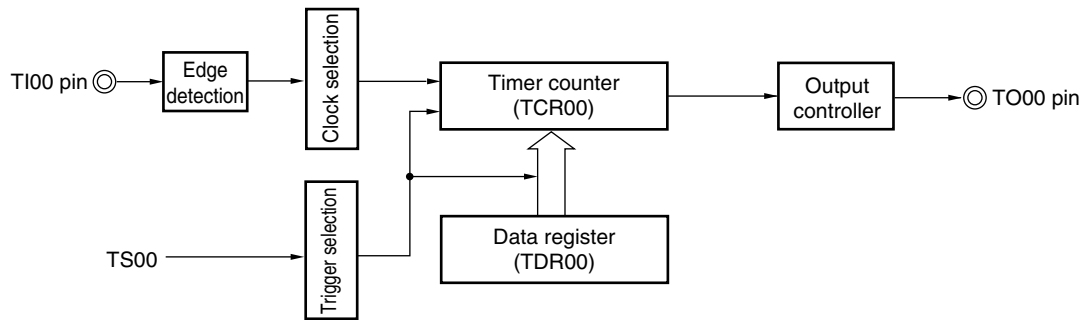 TI00 pin
Edge
detection
Clock selection
Timer counter
(TCR00)
Output
controller
TO00 pin
TS00
Trigger selection
Data register
(TDR00)